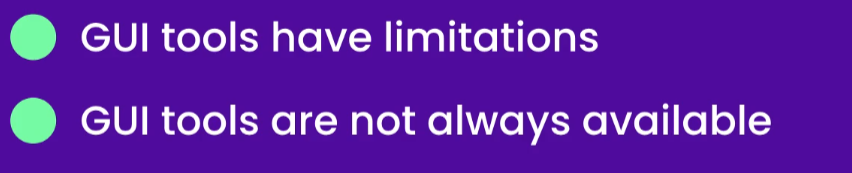 GUI tools have limitations
GUI tools are not always available